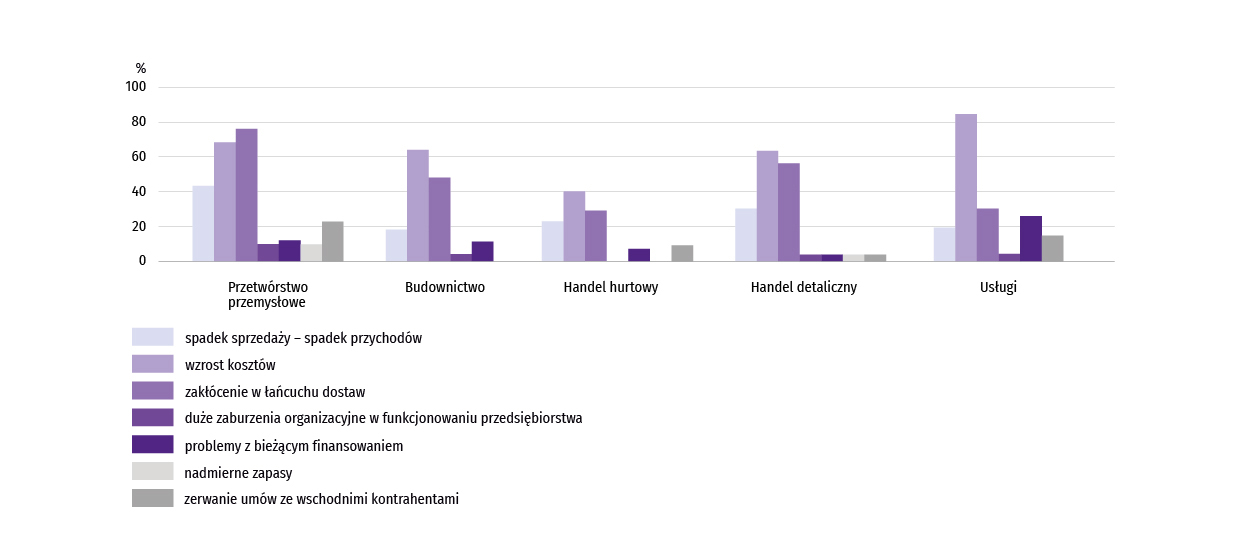 %
100
80
60
40
20
0
Przetwórstwo
przemysłowe
Budownictwo
Handel hurtowy
Handel detaliczny
Usługi
spadek sprzedaży – spadek przychodów
wzrost kosztów
zakłócenie w łańcuchu dostaw
duże zaburzenia organizacyjne w funkcjonowaniu przedsiębiorstwa
problemy z bieżącym finansowaniem
nadmierne zapasy
zerwanie umów ze wschodnimi kontrahentami